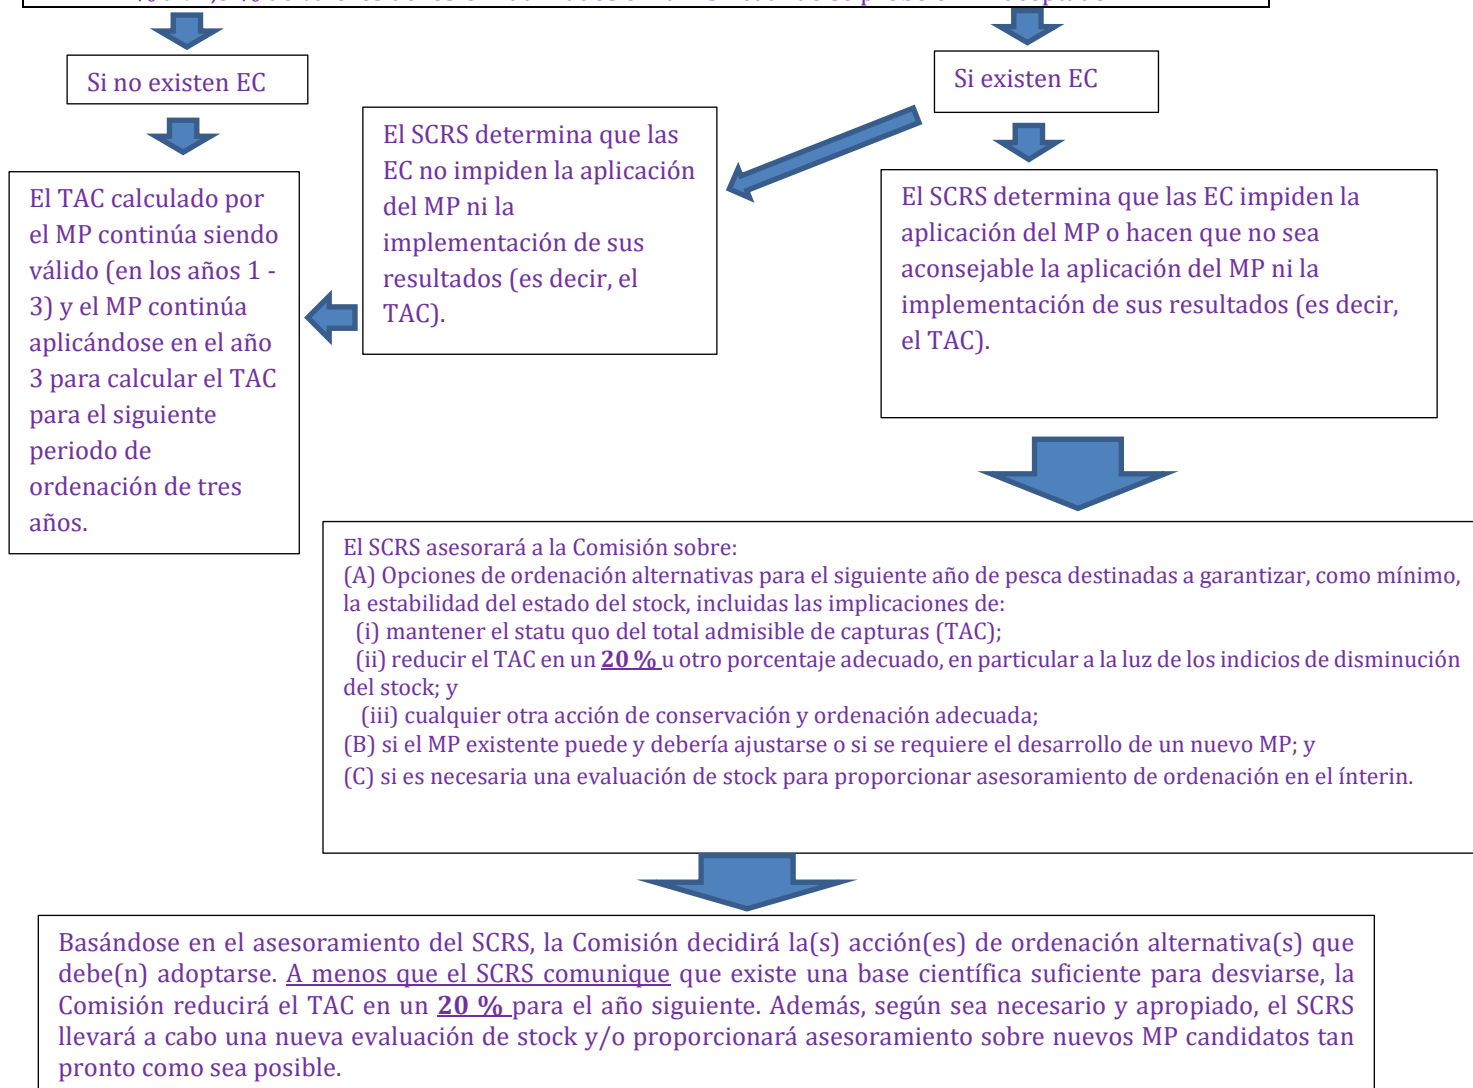 Si no existen EC
Si existen EC
El SCRS determina que las
EC no impiden la aplicación
del MP ni la
implementación de sus
resultados (es decir, el
TAC).
El TAC calculado por
el MP continúa siendo
válido (en los años 1 -
3) y el MP continúa
aplicándose en el año
3 para calcular el TAC
para el siguiente
periodo de
ordenación de tres
años.
El SCRS determina que las EC impiden la
aplicación del MP o hacen que no sea
aconsejable la aplicación del MP ni la
implementación de sus resultados (es decir,
el TAC).
El SCRS asesorará a la Comisión sobre:
(A) Opciones de ordenación alternativas para el siguiente año de pesca destinadas a garantizar, como mínimo,
la estabilidad del estado del stock, incluidas las implicaciones de:
(i) mantener el statu quo del total admisible de capturas (TAC);
(ii) reducir el TAC en un 20 % u otro porcentaje adecuado, en particular a la luz de los indicios de disminución
del stock; y
(iii) cualquier otra acción de conservación y ordenación adecuada;
(B) si el MP existente puede y debería ajustarse o si se requiere el desarrollo de un nuevo MP; y
(C) si es necesaria una evaluación de stock para proporcionar asesoramiento de ordenación en el ínterin.
Basándose en el asesoramiento del SCRS, la Comisión decidirá la(s) acción(es) de ordenación alternativa(s) que
debe(n) adoptarse. A menos que el SCRS comunique que existe una base científica suficiente para desviarse, la
Comisión reducirá el TAC en un 20 % para el año siguiente. Además, según sea necesario y apropiado, el SCRS
llevará a cabo una nueva evaluación de stock y/o proporcionará asesoramiento sobre nuevos MP candidatos tan
pronto como sea posible.